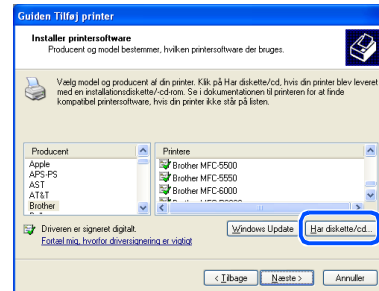 Guiden Tilføj printer
Installer printersoftware
Producent og model bestemmer, hvilken printersoftware der bruges.
Vælg model og producent af din printer. Klik på Har diskette/cd, hvis din printer blev leveret
med en installationsdiskette/-cd-rom. Se i dokumentationen til printeren for at finde
kompatibel printersoftware, hvis din printer ikke står på listen.
Producent
Printere
Apple
APS-PS
AST
AT&T
Brother
Brother MFC-5500
Brother MFC-5550
Brother MFC-6000
Driveren er signeret digitalt.
Fortæl mig, hvorfor driversignering er vigtigt
Windows Update
Har diskette/cd...
< Tilbage
Næste >
Annuller